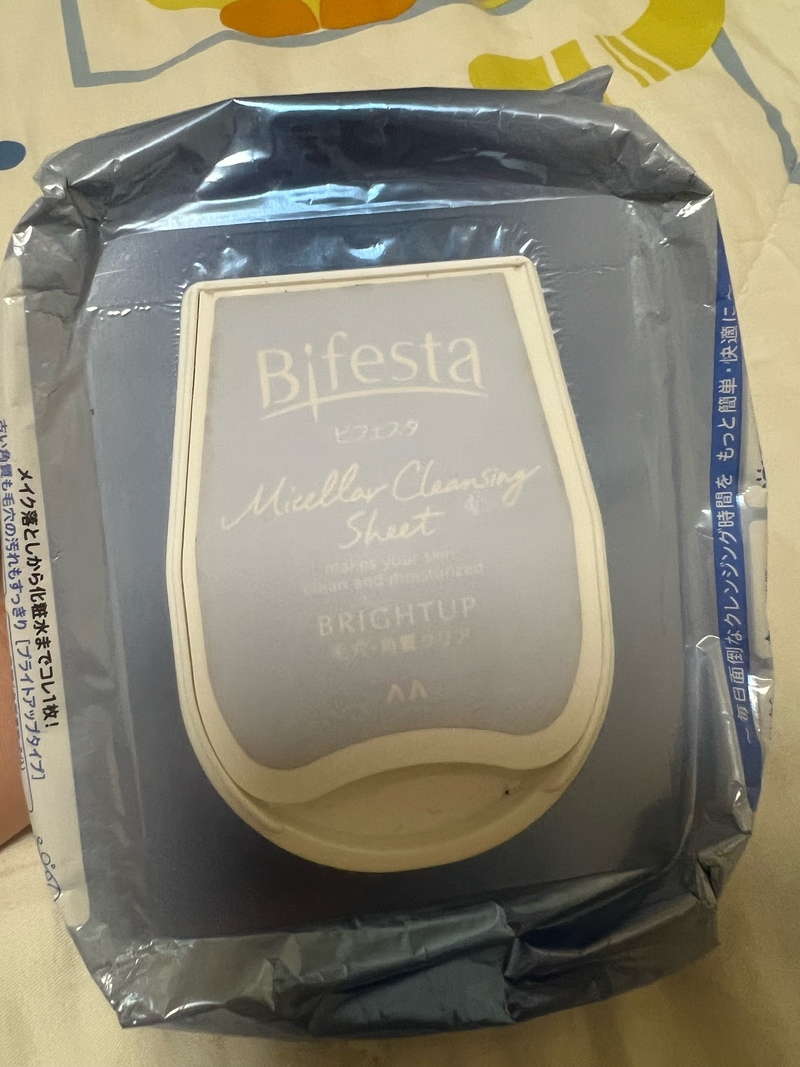 Bifesta
ビフェスタ
Micellar Cleansing
Sheet
makes your skin
clean and moisturized
BRIGHTUP
毛穴・角質クリア
メイク落としから化粧水までコレ1枚!
古い角質も毛穴の汚れもすっきり [ブライトアップタイプ]
毎日面倒なクレンジング時間を もっと簡単・快適に